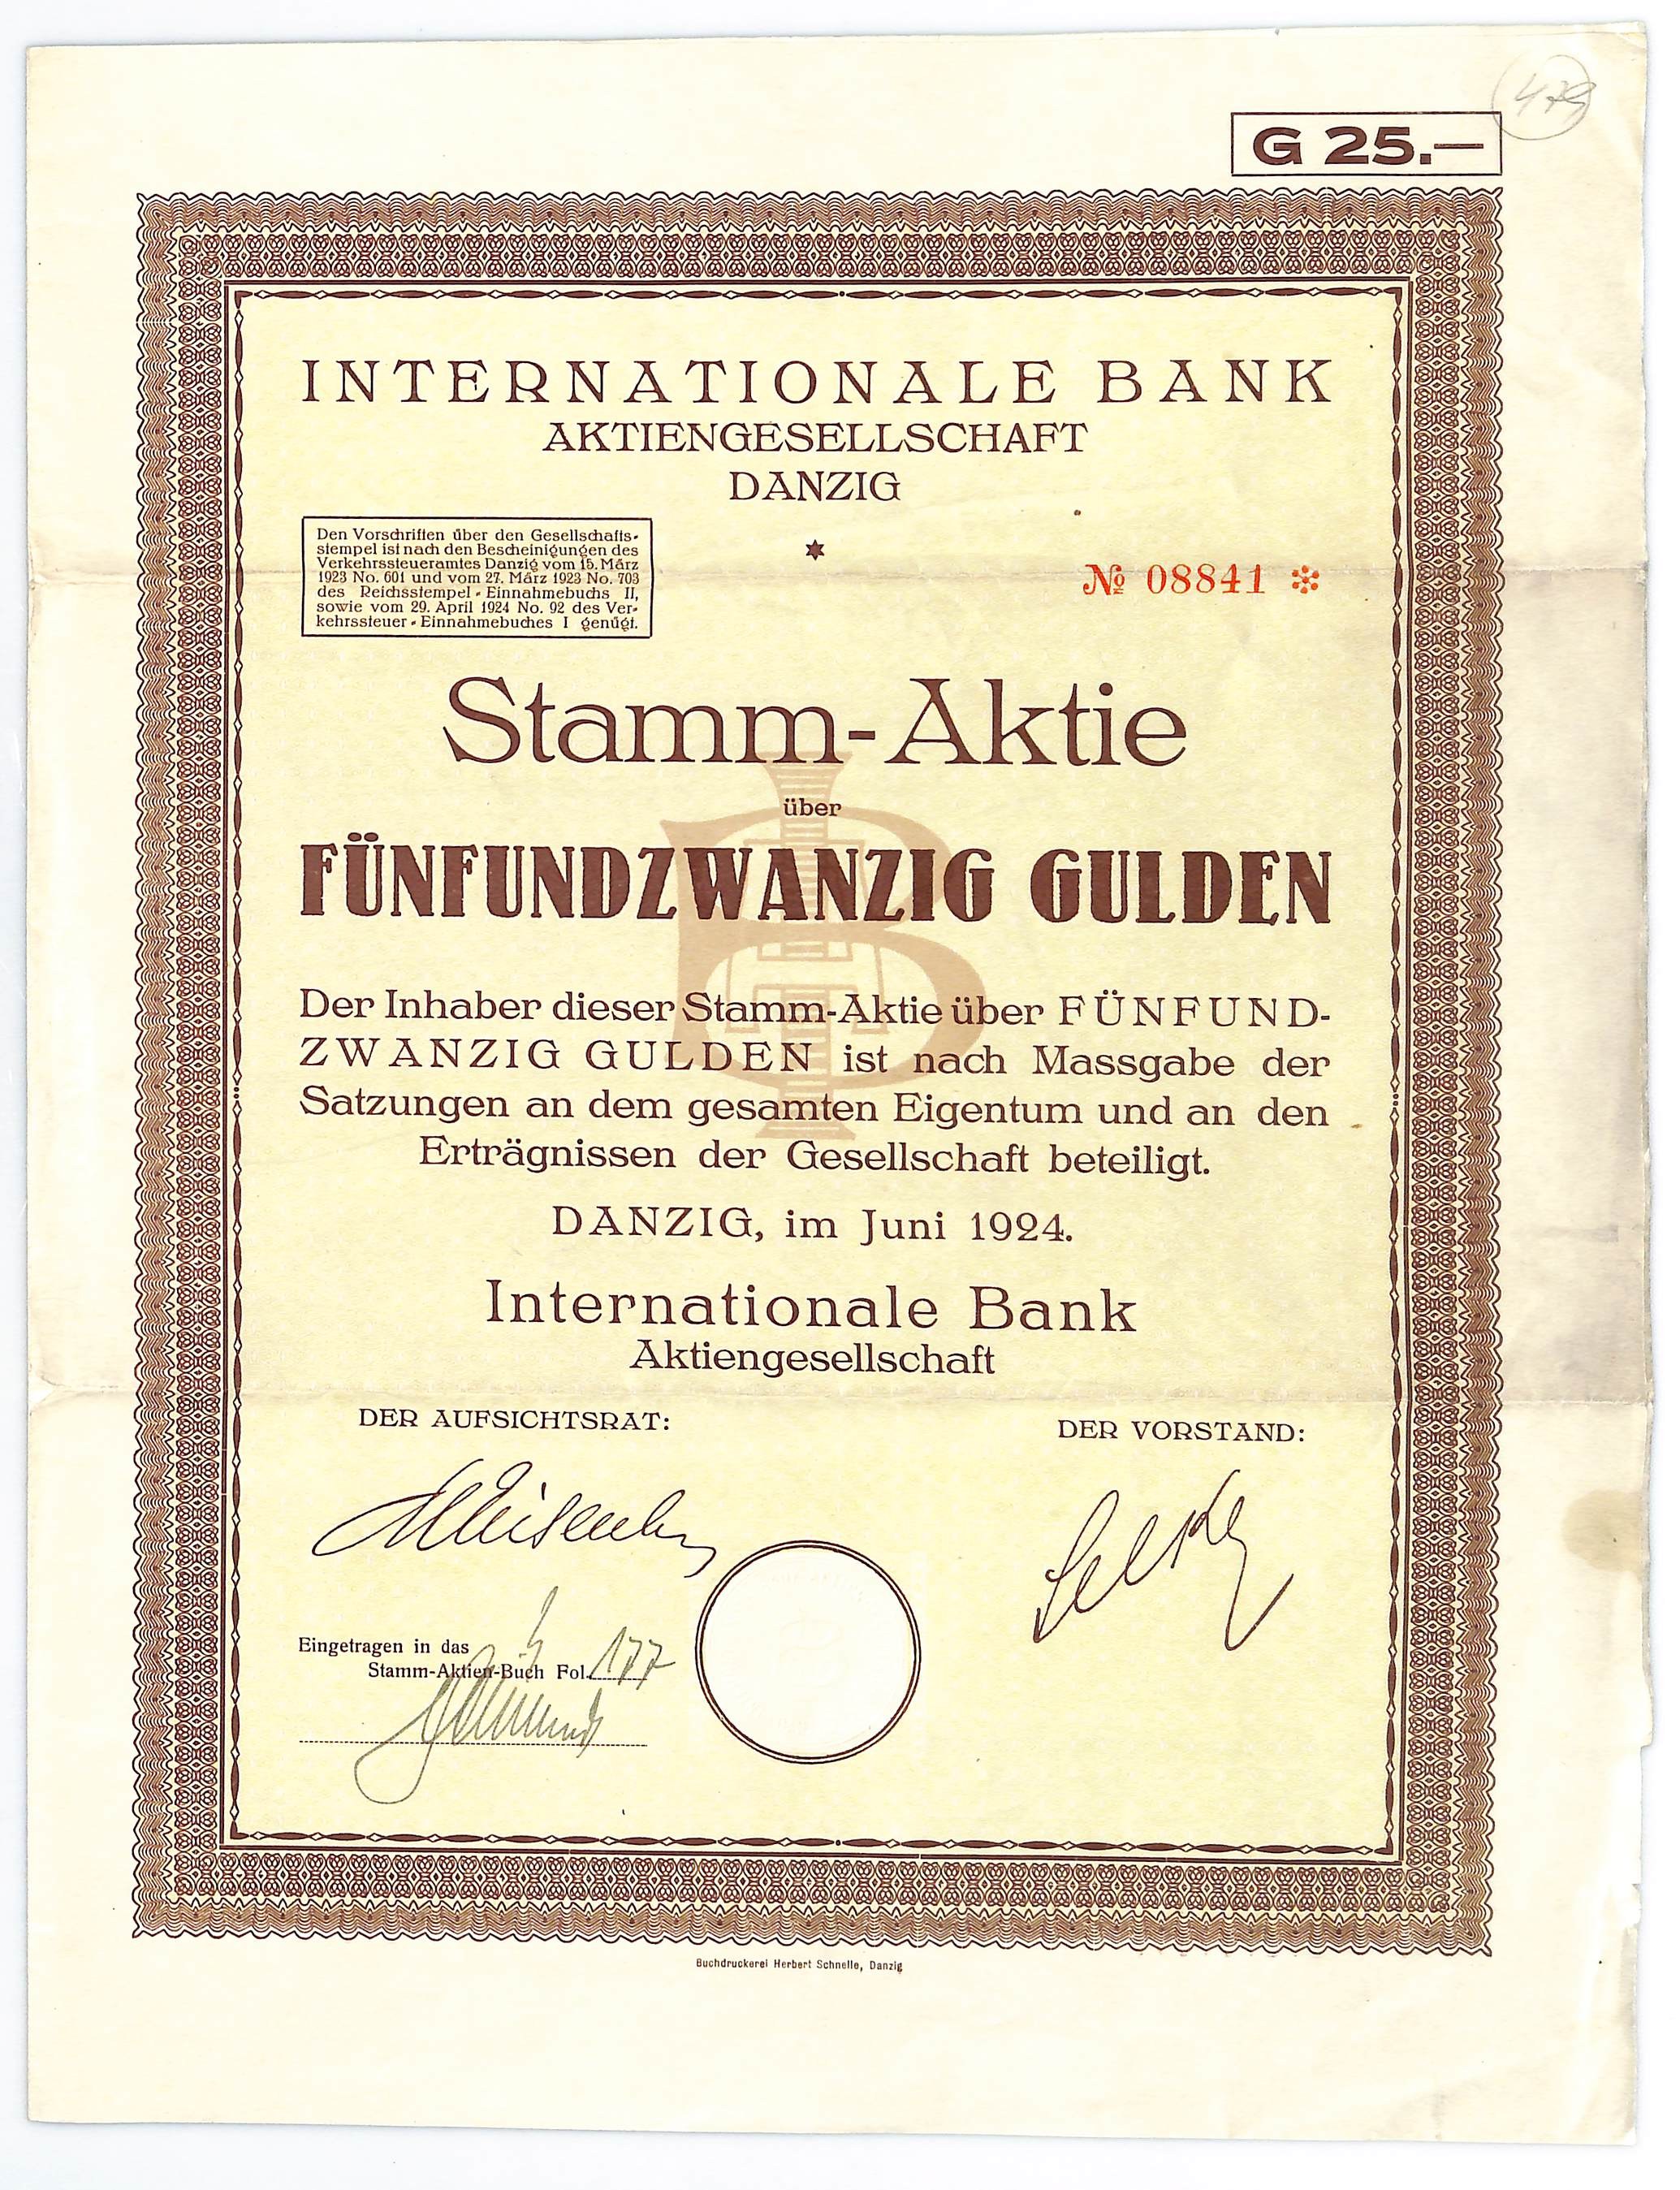 479
G 25.—
INTERNATIONALE BANK
AKTIENGESELLSCHAFT
DANZIG
Den Vorschriften über den Gesellschafts-
stempel ist nach den Bescheinigungen des
Verkehrssteueramtes Danzig vom 15. März
1923 No. 601 und vom 27. März 1923 No. 703
des Reichsstempel-Einnahmebuchs II,
sowie vom 29. April 1924 No. 92 des Ver-
kehrssteuer-Einnahmebuches I genügt.
№ 08841
Stamm-Aktie
über
FÜNFUNDZWANZIG GULDEN
Der Inhaber dieser Stamm-Aktie über FÜNFUND-
ZWANZIG GULDEN ist nach Massgabe der
Satzungen an dem gesamten Eigentum und an den
Erträgnissen der Gesellschaft beteiligt.
DANZIG, im Juni 1924.
Internationale Bank
Aktiengesellschaft
DER AUFSICHTSRAT:
DER VORSTAND:
Eingetragen in das
Stamm-Aktien-Buch Fol. 177
Buchdruckerei Herbert Schnelle, Danzig